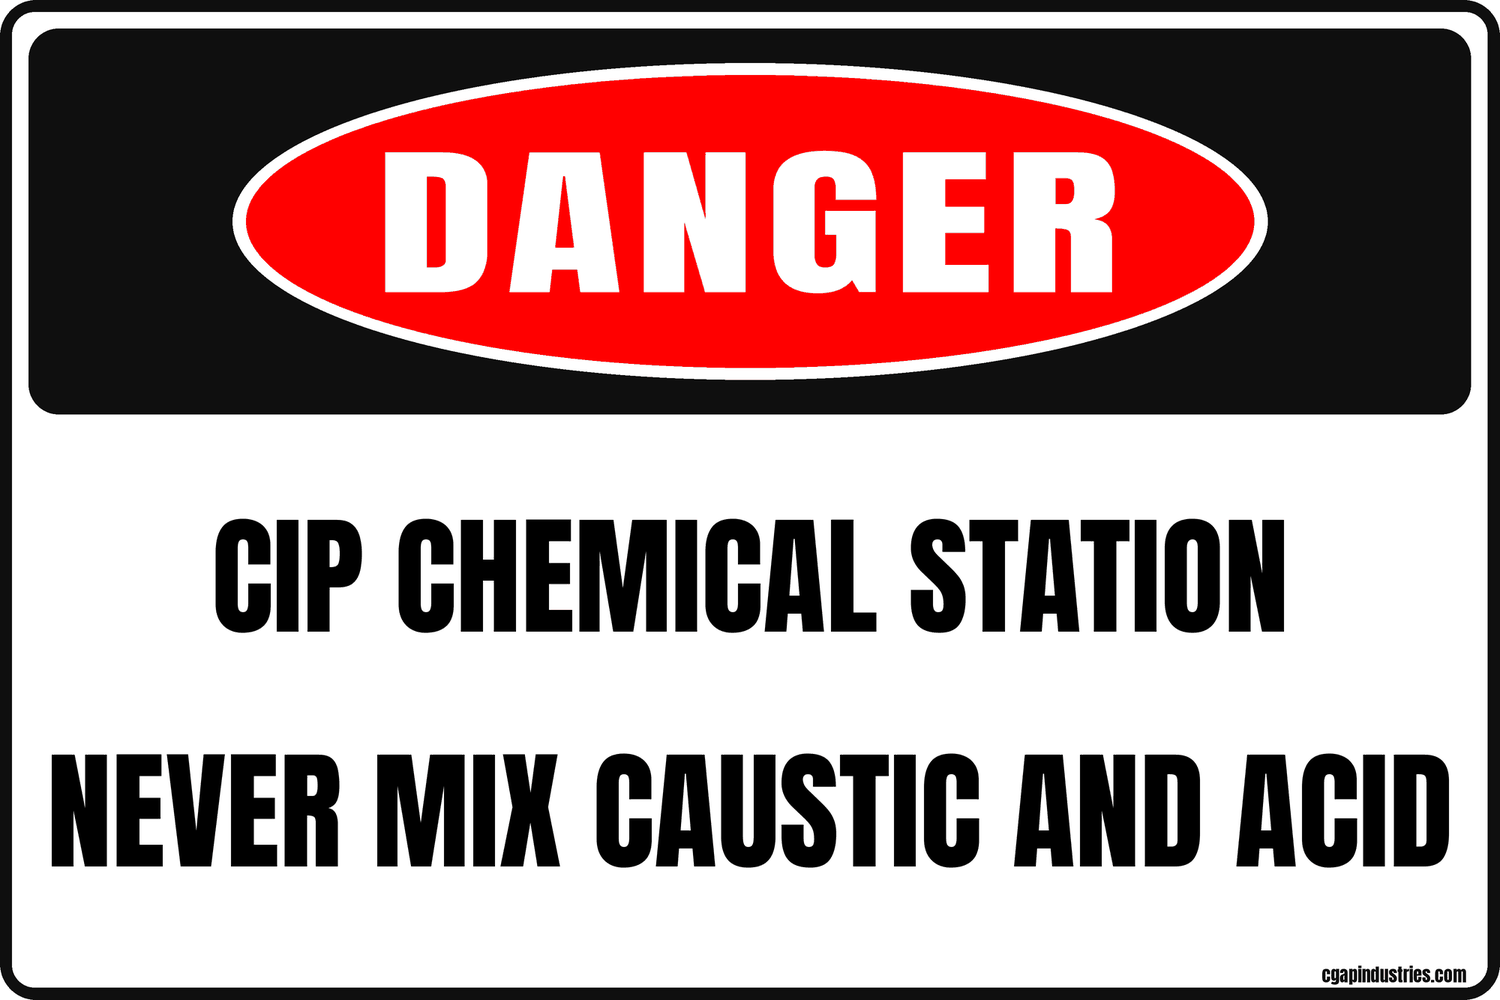 DANGER
CIP CHEMICAL STATION
NEVER MIX CAUSTIC AND ACID
cgapindustries.com